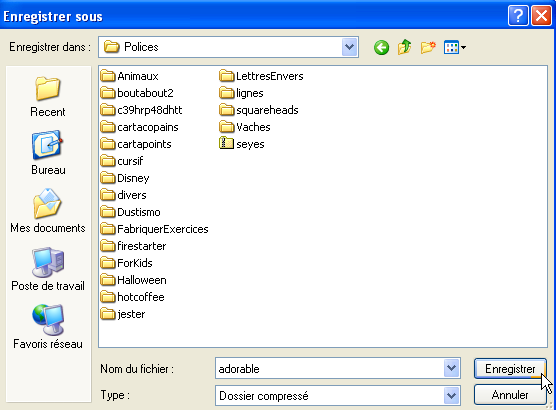 Enregistrer sous
Enregistrer dans :
Polices
Recent
Bureau
Mes documents
Poste de travail
Favoris réseau
Animaux
boutabout2
c39hrp48dhtt
cartacopains
cartapoints
cursif
Disney
divers
Dustismo
FabriquerExercices
firestarter
ForKids
Halloween
hotcoffee
jester
LettresEnvers
lignes
squareheads
Vaches
seyes
Nom du fichier :
adorable
Enregistrer
Type :
Dossier compressé
Annuler